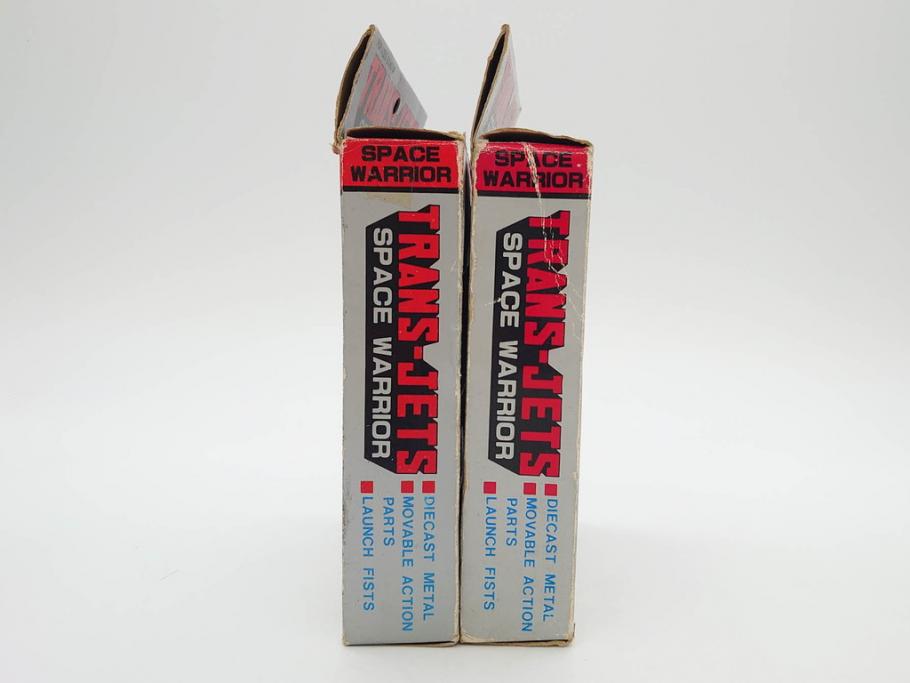 SPACE
WARRIOR
TRANS-JETS
SPACE WARRIOR
DIECAST METAL
MOVABLE ACTION
PARTS
LAUNCH FISTS
SPACE
WARRIOR
TRANS-JETS
SPACE WARRIOR
DIECAST METAL
MOVABLE ACTION
PARTS
LAUNCH FISTS